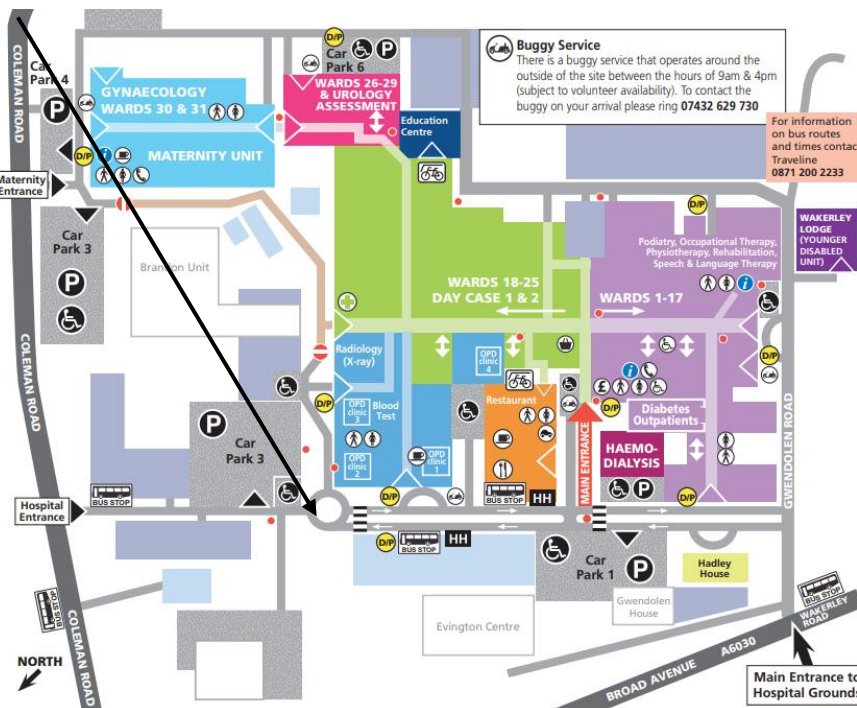 COLEMAN ROAD
Car
Park 4
P
D/P
GYNAECOLOGY
WARDS 30 & 31
MATERNITY UNIT
D/P
i
D/P
P
Car
Park 6
WARDS 26-29
& UROLOGY
ASSESSMENT
Education
Centre
Buggy Service
There is a buggy service that operates around the
outside of the site between the hours of 9am & 4pm
(subject to volunteer availability). To contact the
buggy on your arrival please ring 07432 629 730
For information
on bus routes
and times contac
Traveline
0871 200 2233
Maternity
Entrance
Car
Park 3
P
Brandon Unit
WARDS 18-25
DAY CASE 1 & 2
D/P
Podiatry, Occupational Therapy,
Physiotherapy, Rehabilitation,
Speech & Language Therapy
WAKERLEY
LODGE
(YOUNGER
DISABLED
UNIT)
WARDS 1-17
i
D/P
COLEMAN ROAD
Radiology
(X-ray)
OPD
clinic
4
OPD
clinic
3
Blood
Test
OPD
clinic
2
OPD
clinic
1
D/P
D/P
Restaurant
MAIN ENTRANCE
i
£
D/P
Diabetes
Outpatients
HAEMO-
DIALYSIS
P
D/P
GWENDOLEN ROAD
P
Car
Park 3
BUS STOP
Hospital
Entrance
BUS STOP
HH
D/P
BUS STOP
HH
Car
Park 1
P
Hadley
House
Gwendolen
House
Evington Centre
BUS STOP
COLEMAN ROAD
NORTH
BUS STOP
WAKERLEY
ROAD
BROAD AVENUE A6030
Main Entrance to
Hospital Grounds